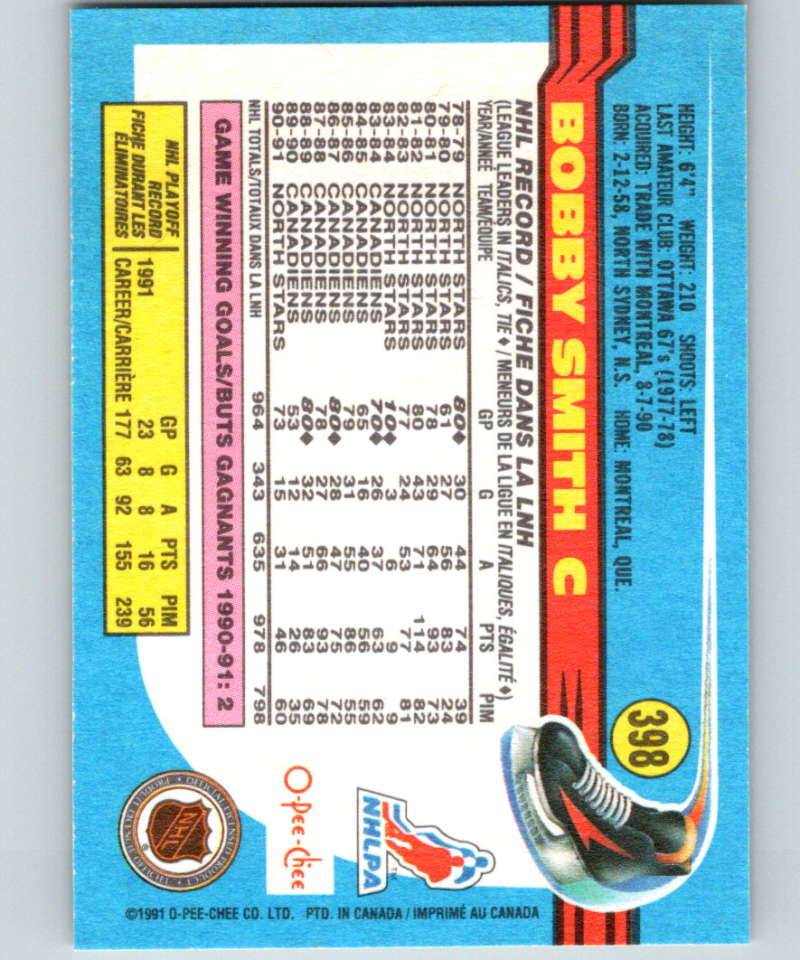 HEIGHT: 6'4" WEIGHT: 210 SHOOTS: LEFT
LAST AMATEUR CLUB: OTTAWA 67's (1977-78)
ACQUIRED: TRADE WITH MONTREAL, 8-7-90
BORN: 2-12-58, NORTH SYDNEY, N.S. HOME: MONTREAL, QUE.
398
BOBBY SMITH C
NHL RECORD / FICHE DANS LA LNH
(LEAGUE LEADERS IN ITALICS, TIE ♦ / MENEURS DE LA LIGUE EN ITALIQUES, ÉGALITÉ ♦)
YEAR/ANNÉE TEAM/ÉQUIPE GP G A PTS PIM
78-79 NORTH STARS 80♦ 30 44 74 39
79-80 NORTH STARS 61 27 56 83 24
80-81 NORTH STARS 78 29 64 93 73
81-82 NORTH STARS 80 43 71 114 82
82-83 NORTH STARS 77 24 53 77 81
83-84 NORTH STARS 10♦ 3 6 9 9
83-84 CANADIENS 70♦ 26 37 63 62
84-85 CANADIENS 65 16 40 56 59
85-86 CANADIENS 79 31 55 86 55
86-87 CANADIENS 80♦ 28 47 75 72
87-88 CANADIENS 78 27 66 93 78
88-89 CANADIENS 80♦ 32 51 83 69
89-90 CANADIENS 53 12 14 26 35
90-91 NORTH STARS 73 15 31 46 60
NHL TOTALS/TOTAUX DANS LA LNH 964 343 635 978 798
GAME WINNING GOALS/BUTS GAGNANTS 1990-91: 2
NHL PLAYOFF RECORD
FICHE DURANT LES ÉLIMINATOIRES
GP G A PTS PIM
1991 23 8 8 16 56
CAREER/CARRIÈRE 177 63 92 155 239
NHLPA™
O-Pee-Chee
NHL
OFFICIAL LICENSED PRODUCT
®
©1991 O-PEE-CHEE CO. LTD. PTD. IN CANADA / IMPRIMÉ AU CANADA